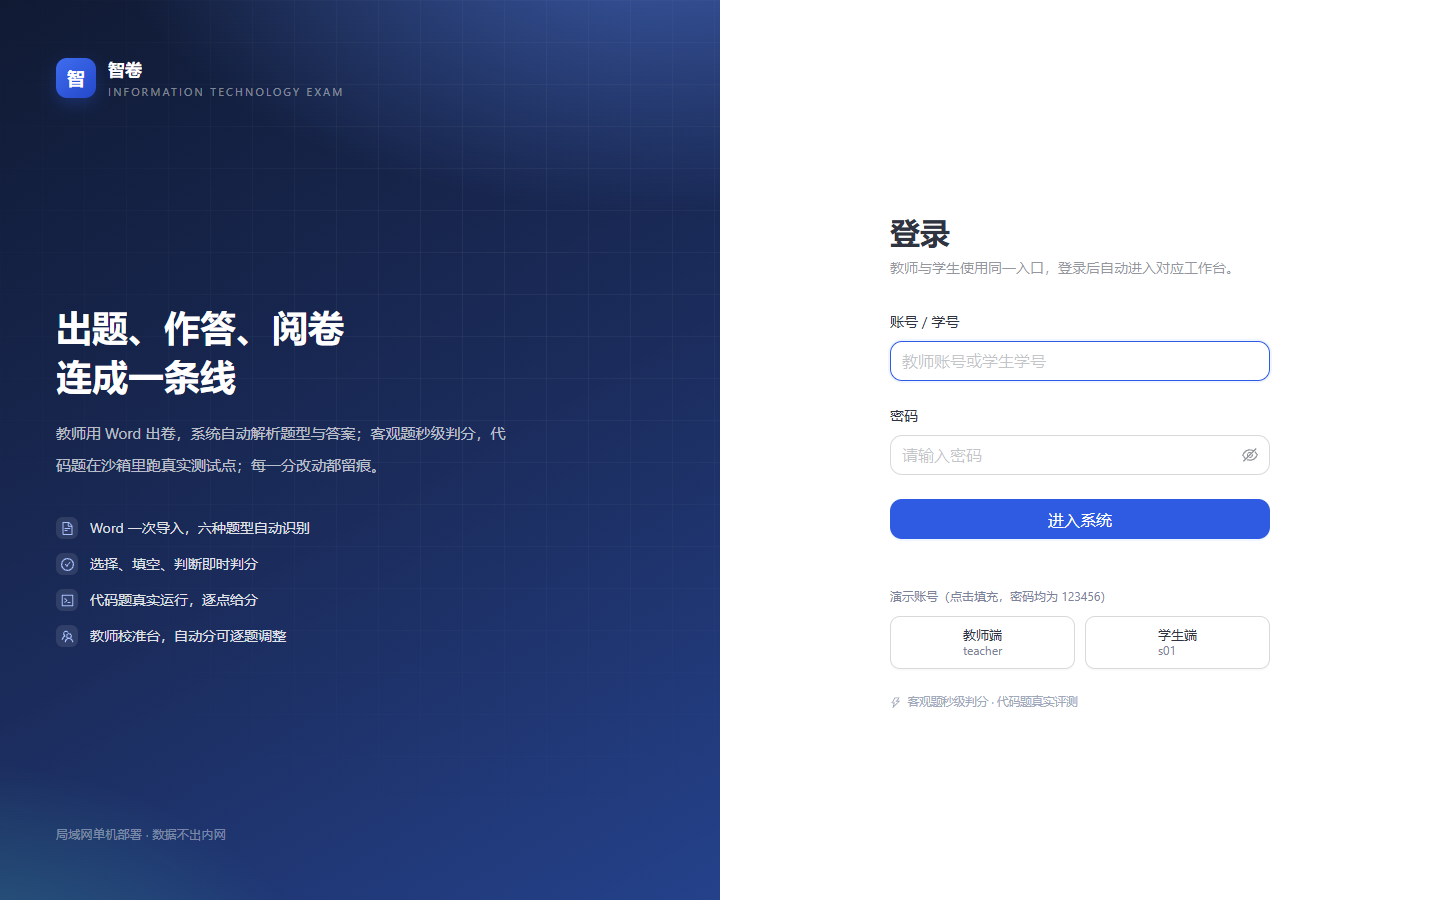 智
智卷
INFORMATION TECHNOLOGY EXAM
出题、作答、阅卷
连成一条线
教师用 Word 出卷，系统自动解析题型与答案；客观题秒级判分，代
码题在沙箱里跑真实测试点；每一分改动都留痕。
Word 一次导入，六种题型自动识别
选择、填空、判断即时判分
代码题真实运行，逐点给分
教师校准台，自动分可逐题调整
局域网单机部署 · 数据不出内网
登录
教师与学生使用同一入口，登录后自动进入对应工作台。
账号 / 学号
教师账号或学生学号
密码
请输入密码
进入系统
演示账号（点击填充，密码均为 123456）
教师端
teacher
学生端
s01
客观题秒级判分 · 代码题真实评测